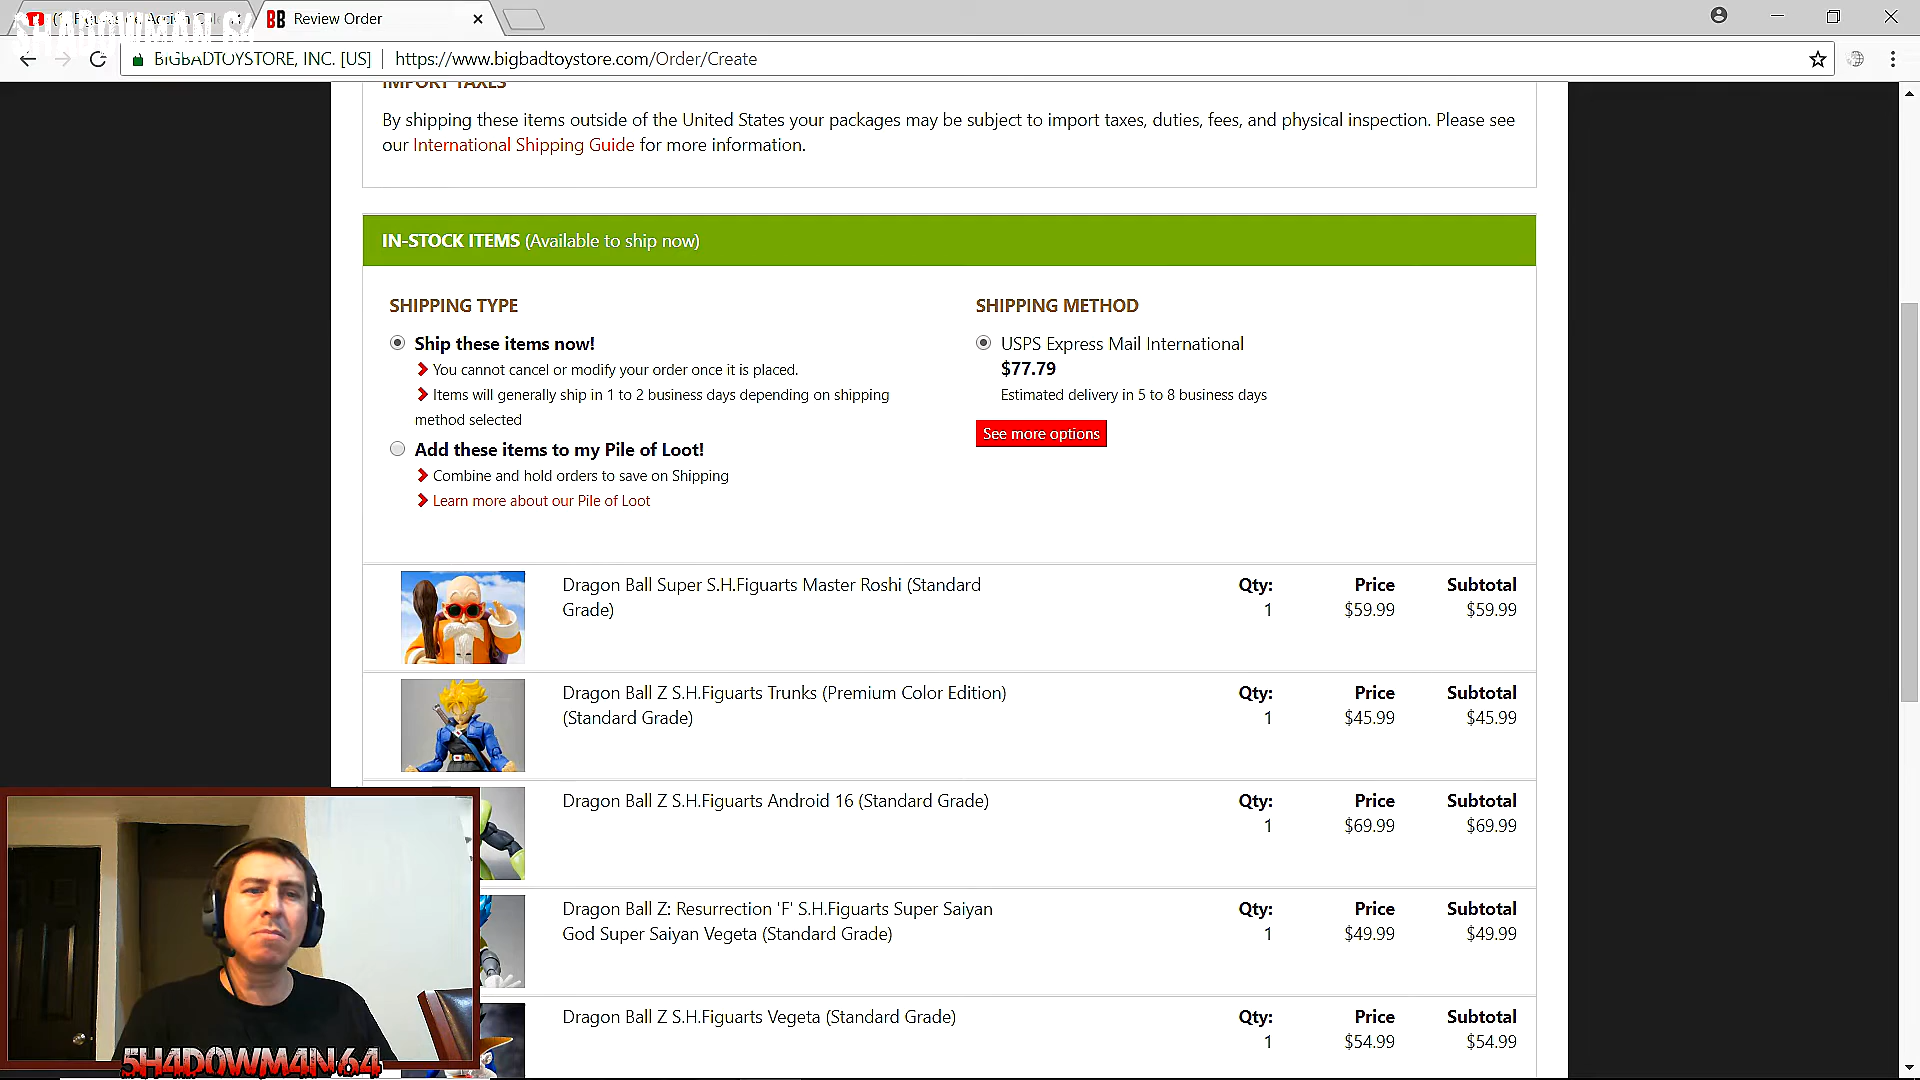 SHADOWMAN 64
Review Order
BIGBADTOYSTORE, INC. [US]
https://www.bigbadtoystore.com/Order/Create
IMPORT TAXES
By shipping these items outside of the United States your packages may be subject to import taxes, duties, fees, and physical inspection. Please see
our International Shipping Guide for more information.
IN-STOCK ITEMS (Available to ship now)
SHIPPING TYPE
Ship these items now!
You cannot cancel or modify your order once it is placed.
Items will generally ship in 1 to 2 business days depending on shipping
method selected
Add these items to my Pile of Loot!
Combine and hold orders to save on Shipping
Learn more about our Pile of Loot
SHIPPING METHOD
USPS Express Mail International
$77.79
Estimated delivery in 5 to 8 business days
See more options
Dragon Ball Super S.H.Figuarts Master Roshi (Standard
Grade)
Qty: Price Subtotal
1 $59.99 $59.99
Dragon Ball Z S.H.Figuarts Trunks (Premium Color Edition)
(Standard Grade)
Qty: Price Subtotal
1 $45.99 $45.99
Dragon Ball Z S.H.Figuarts Android 16 (Standard Grade)
Qty: Price Subtotal
1 $69.99 $69.99
Dragon Ball Z: Resurrection 'F' S.H.Figuarts Super Saiyan
God Super Saiyan Vegeta (Standard Grade)
Qty: Price Subtotal
1 $49.99 $49.99
Dragon Ball Z S.H.Figuarts Vegeta (Standard Grade)
Qty: Price Subtotal
1 $54.99 $54.99
5H4D0WM4N64